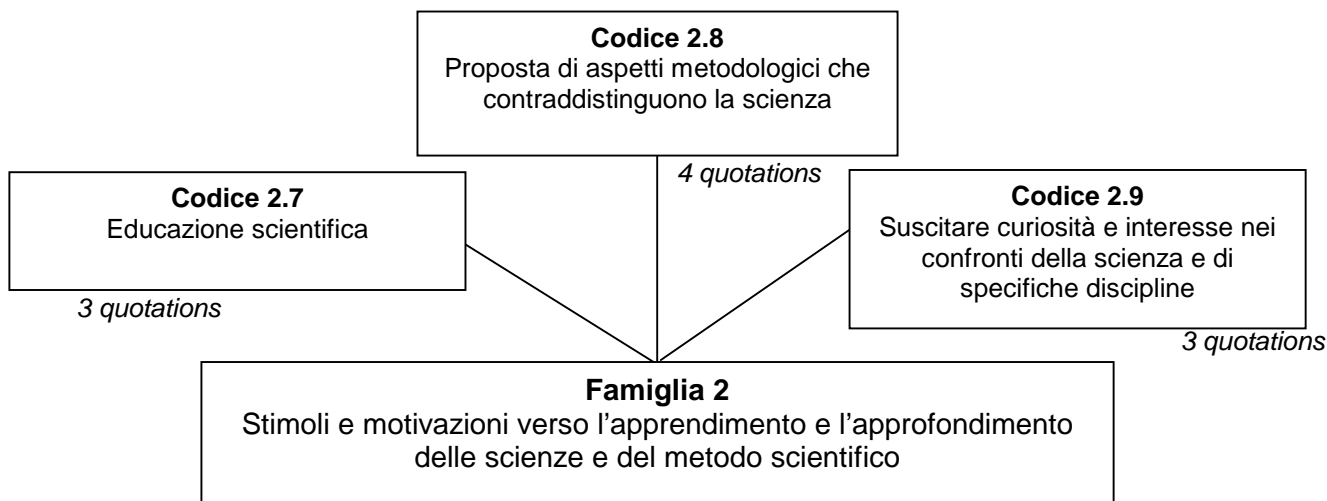 Codice 2.8
Proposta di aspetti metodologici che
contraddistinguono la scienza
4 quotations
Codice 2.7
Educazione scientifica
3 quotations
Codice 2.9
Suscitare curiosità e interesse nei
confronti della scienza e di
specifiche discipline
3 quotations
Famiglia 2
Stimoli e motivazioni verso l'apprendimento e l'approfondimento
delle scienze e del metodo scientifico